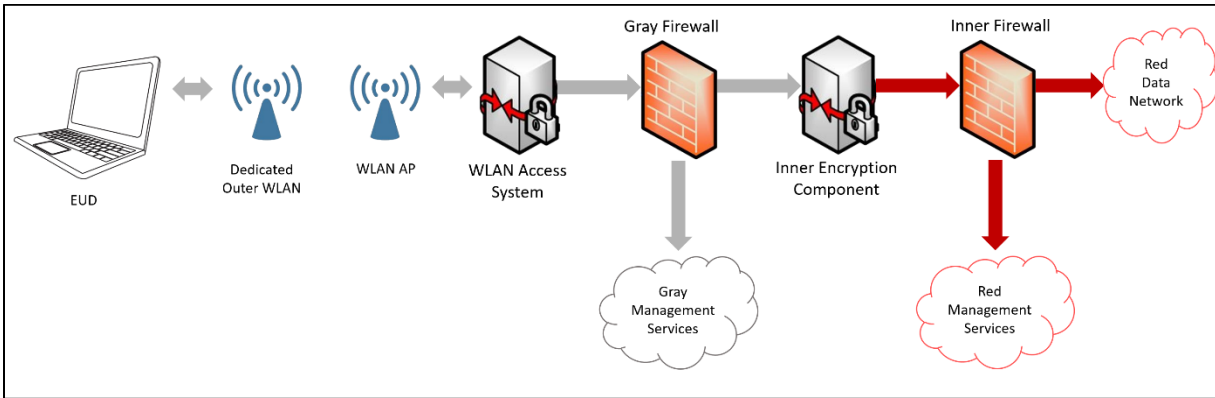 Gray Firewall
Inner Firewall
Red
Data
Network
EUD
Dedicated
Outer WLAN
WLAN AP
WLAN Access
System
Inner Encryption
Component
Gray
Management
Services
Red
Management
Services